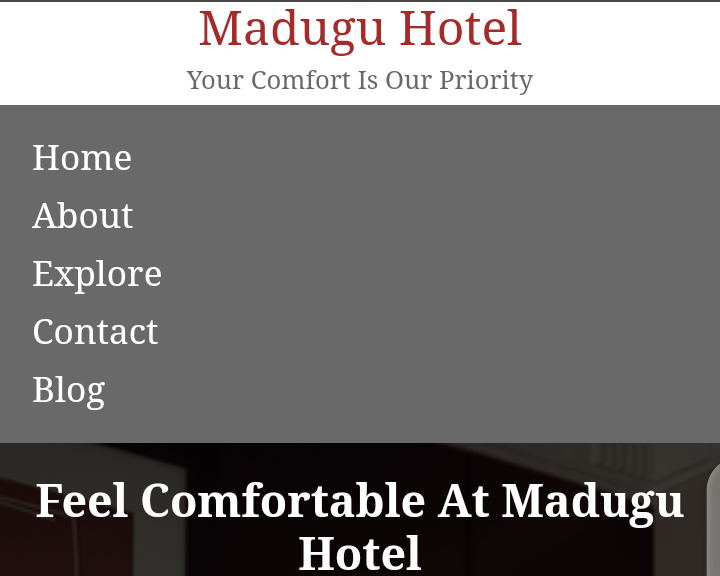 Madugu Hotel
Your Comfort Is Our Priority
Home
About
Explore
Contact
Blog
Feel Comfortable At Madugu
Hotel